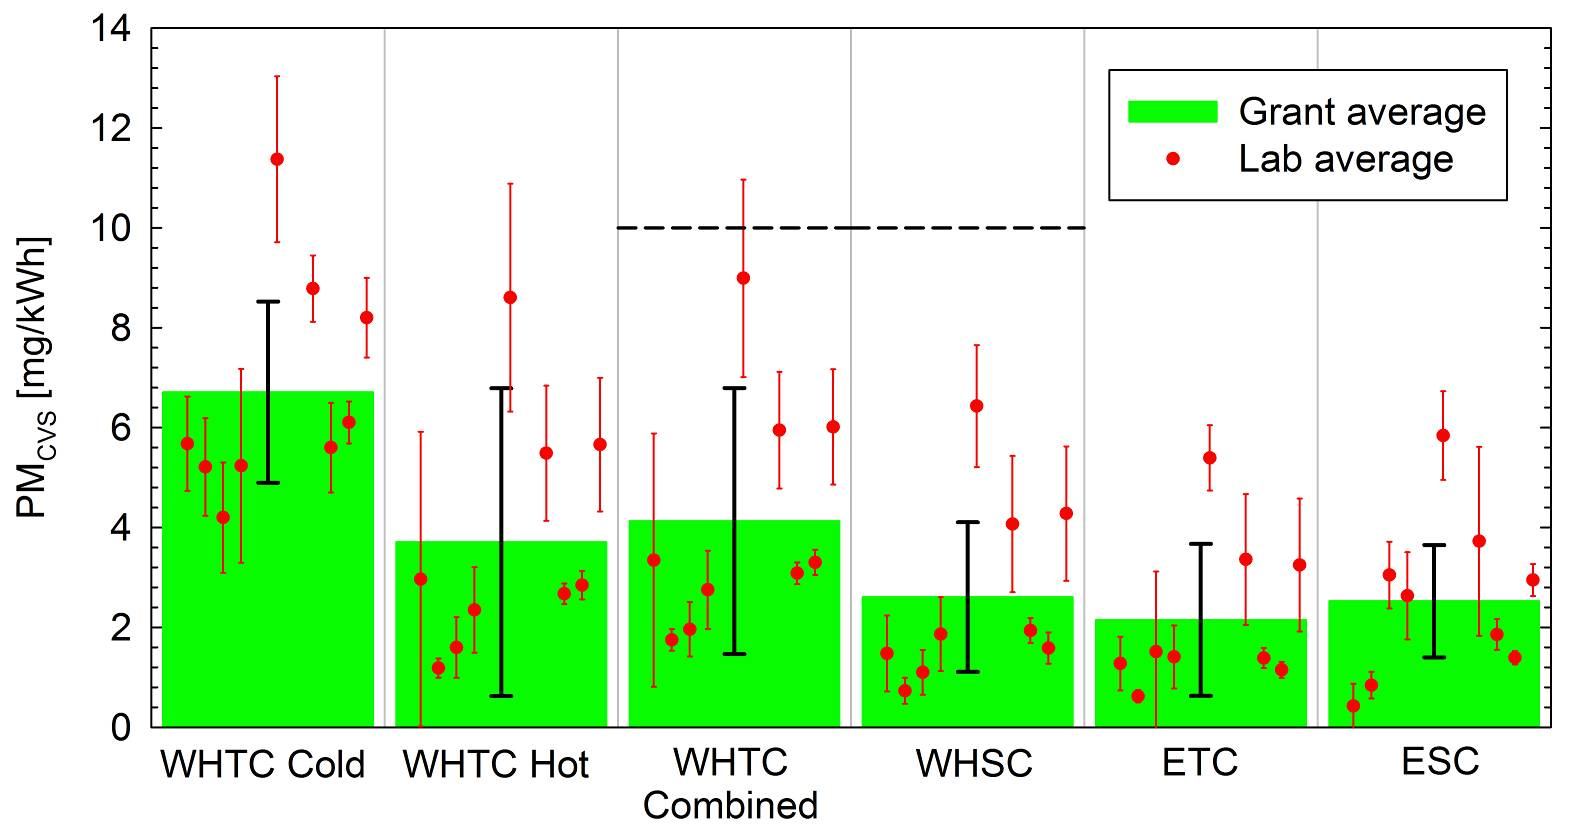 14
12
10
8
6
4
2
0
PM_CVS [mg/kWh]
Grant average
Lab average
WHTC Cold
WHTC Hot
WHTC
Combined
WHSC
ETC
ESC